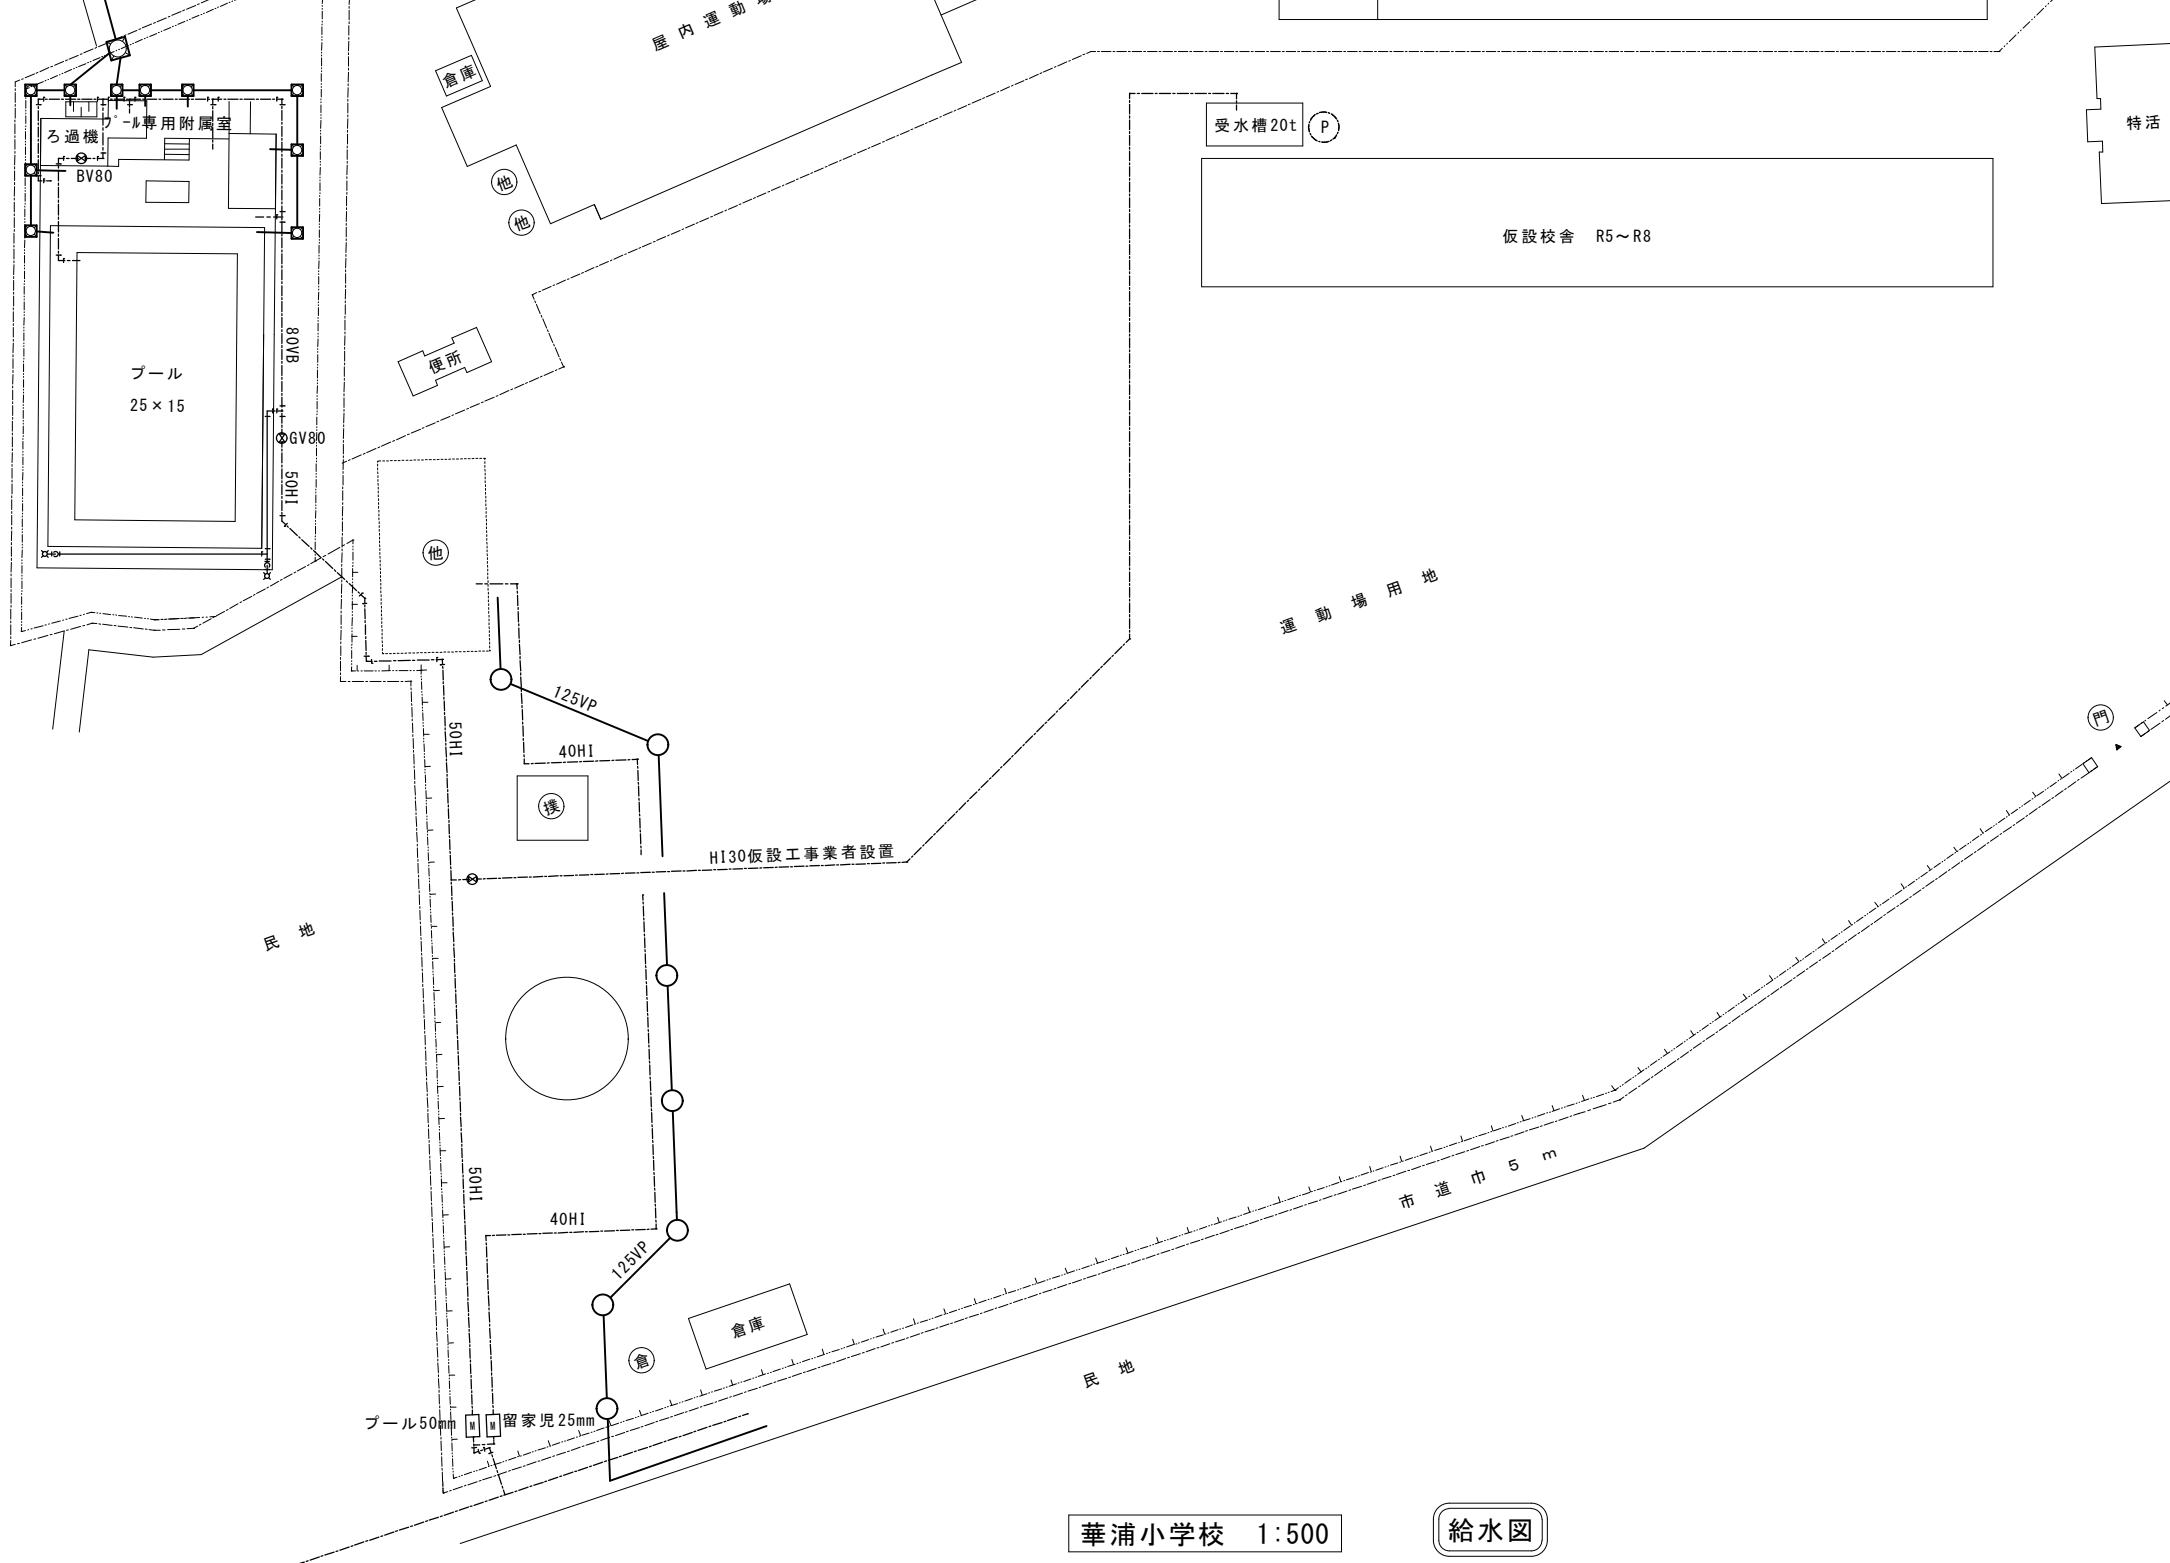 屋内運動場
倉庫
プール専用附属室
ろ過機
BV80
受水槽20t
P
特活
他
他
仮設校舎 R5～R8
80VB
便所
プール
25×15
GV80
50HI
他
運動場用地
125VP
門
50HI
40HI
撲
HI30仮設工事業者設置
民地
50HI
市道巾5m
40HI
125VP
倉庫
倉
民地
プール50mm
M
M
留家児25mm
華浦小学校 1:500
給水図